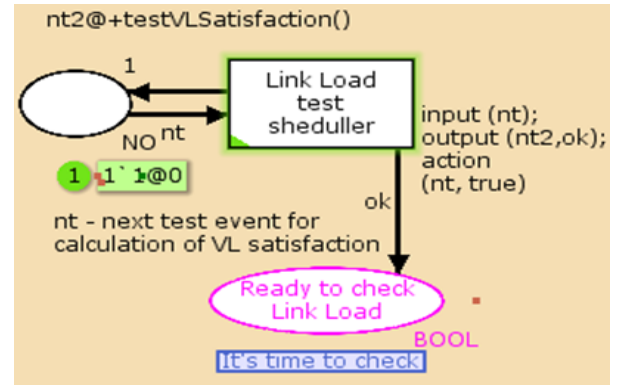 nt2@+testVLSatisfaction()
1
Link Load
test
sheduller
NO
nt
input (nt);
output (nt2,ok);
action
(nt, true)
1
1`1@0
ok
nt - next test event for
calculation of VL satisfaction
Ready to check
Link Load
BOOL
It's time to check